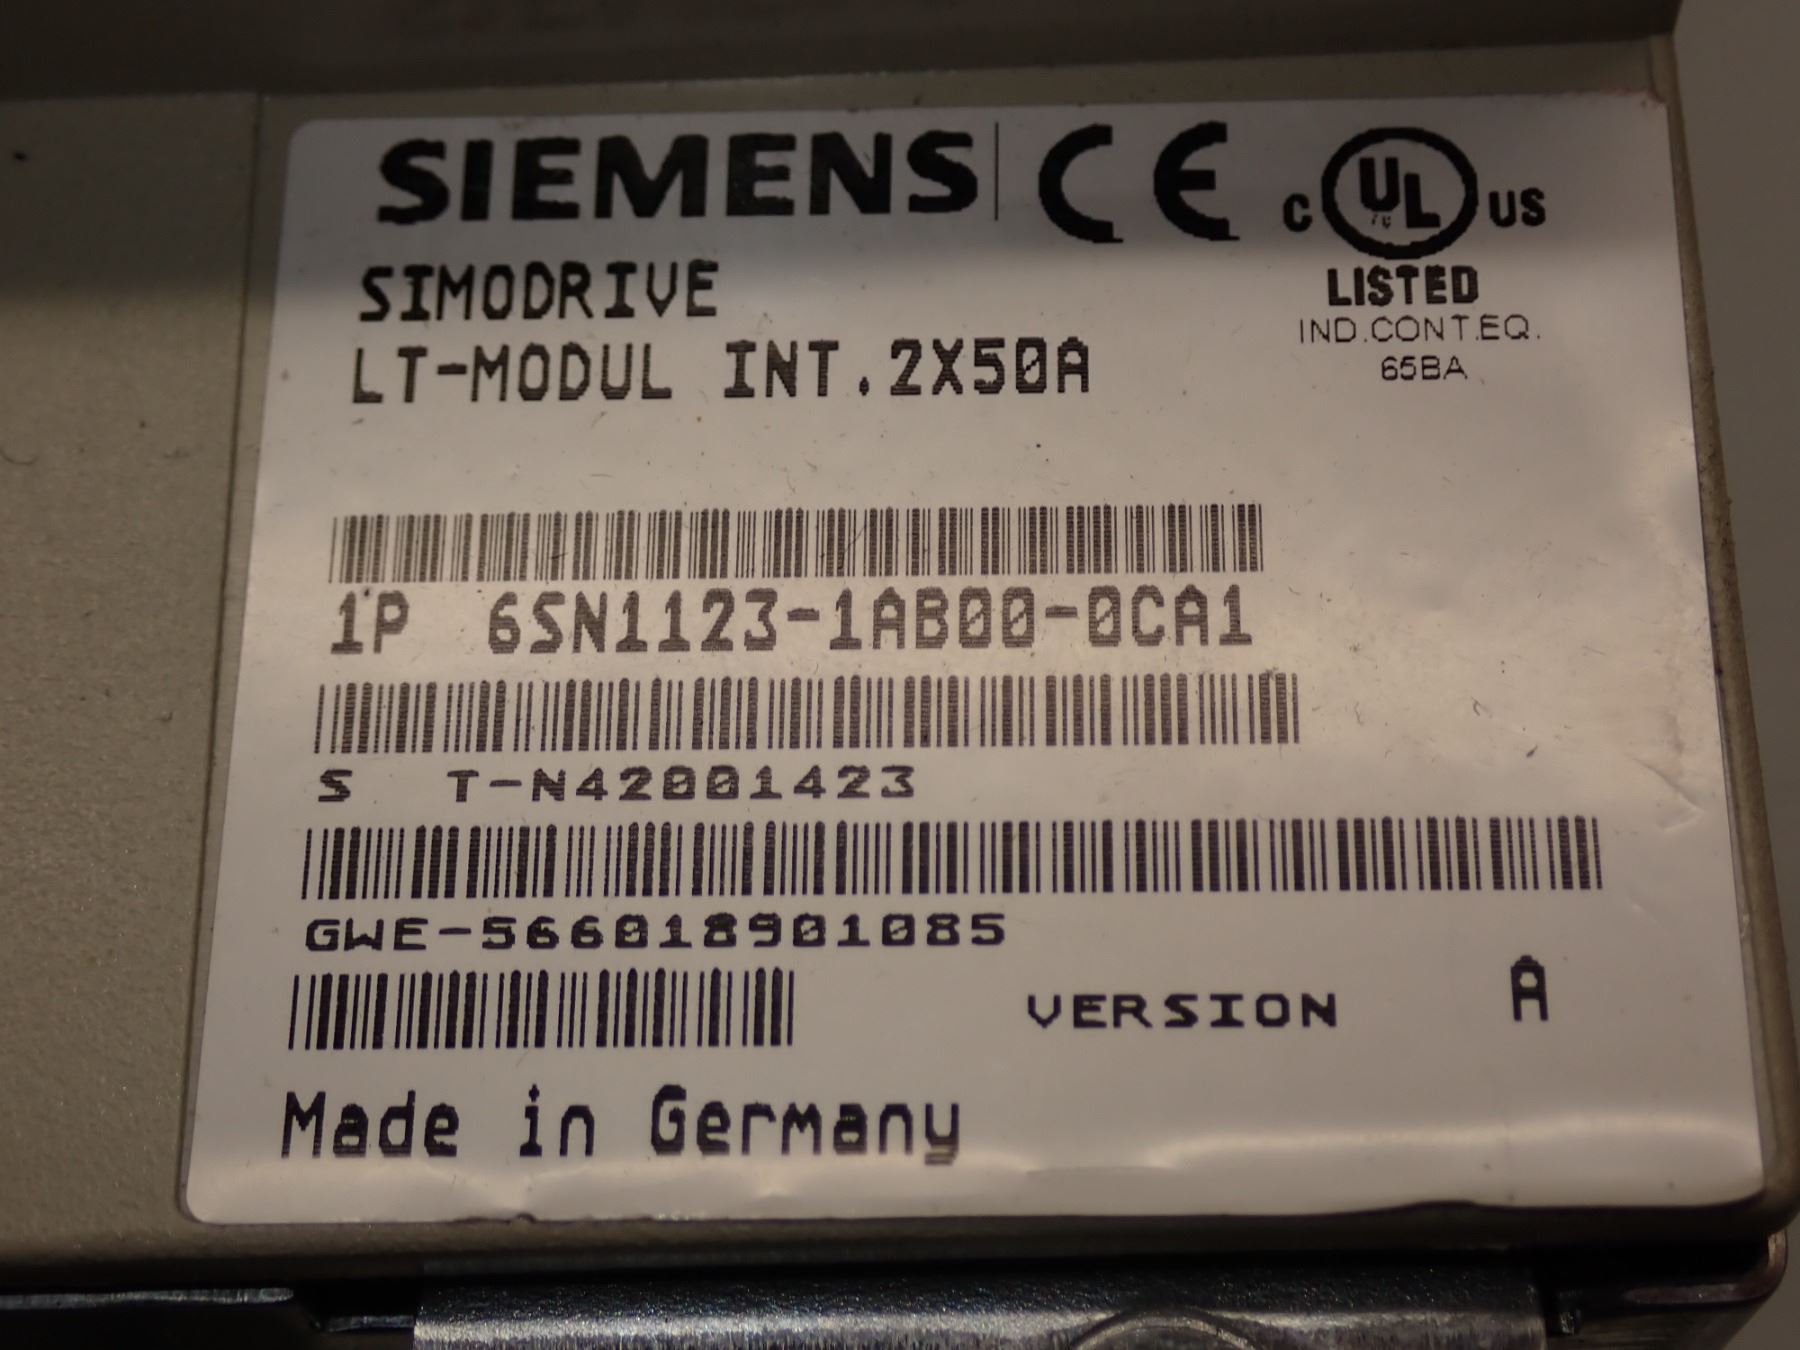 SIEMENS CE
C UL US
LISTED
IND.CONT.EQ.
65BA
SIMODRIVE
LT-MODUL INT.2X50A
1P 6SN1123-1AB00-0CA1
S T-N42001423
GWE-566018901085
VERSION A
Made in Germany